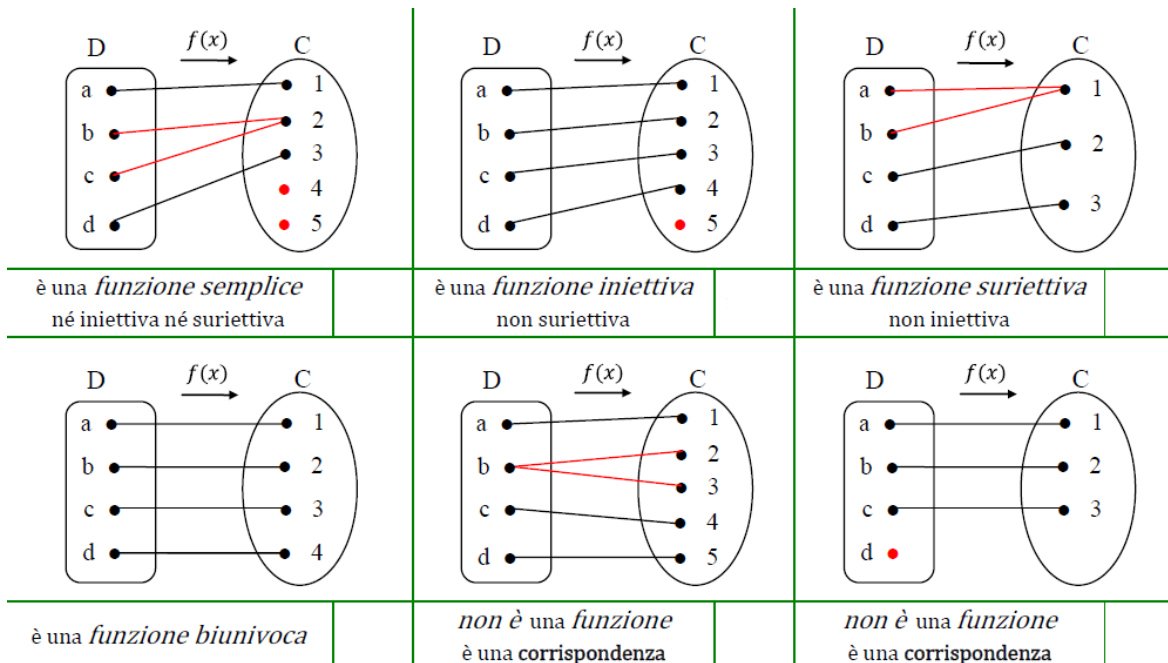 D f(x) C
a 1
b 2
c 3
4
d 5
è una funzione semplice
né iniettiva né suriettiva
D f(x) C
a 1
b 2
c 3
4
d 5
è una funzione iniettiva
non suriettiva
D f(x) C
a 1
b
2
c
3
d
è una funzione suriettiva
non iniettiva
D f(x) C
a 1
b 2
c 3
d 4
è una funzione biunivoca
D f(x) C
a 1
2
b
3
c 4
d 5
non è una funzione
è una corrispondenza
D f(x) C
a 1
b 2
c 3
d
non è una funzione
è una corrispondenza